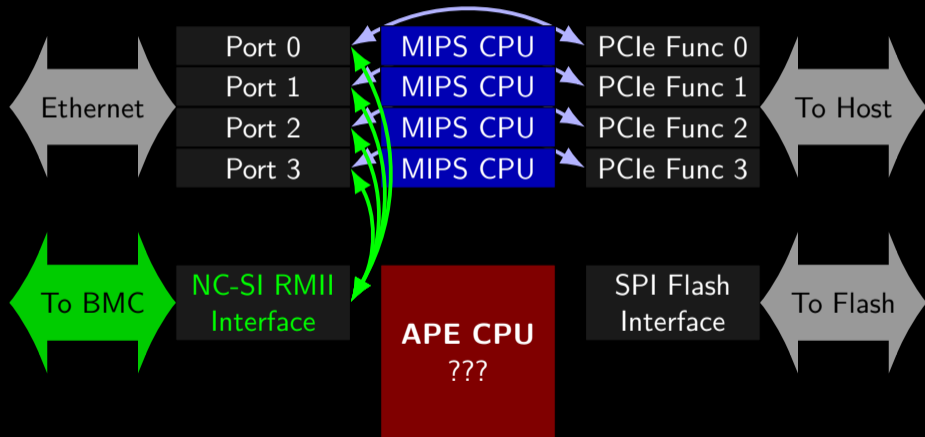 Port 0
MIPS CPU
PCIe Func 0
Port 1
MIPS CPU
PCIe Func 1
Ethernet
To Host
Port 2
MIPS CPU
PCIe Func 2
Port 3
MIPS CPU
PCIe Func 3
To BMC
NC-SI RMII
Interface
APE CPU
???
SPI Flash
Interface
To Flash